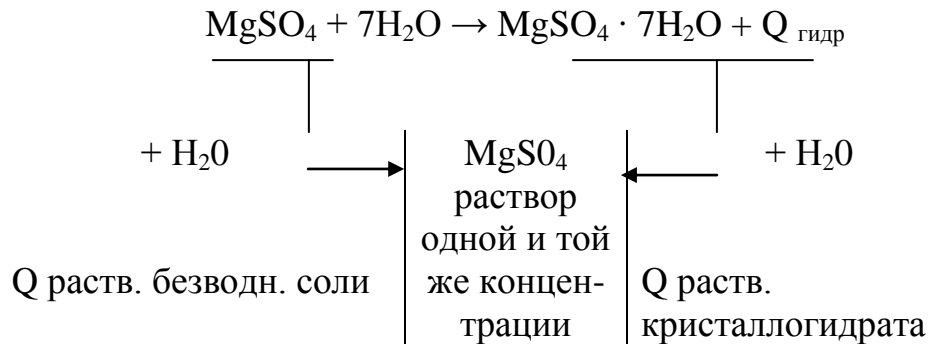 MgSO₄ + 7H₂O → MgSO₄ · 7H₂O + Q гидр
+ H₂0
MgS0₄
+ H₂0
раствор
одной и той
Q раств. безводн. соли
же концен-
Q раств.
трации
кристаллогидрата